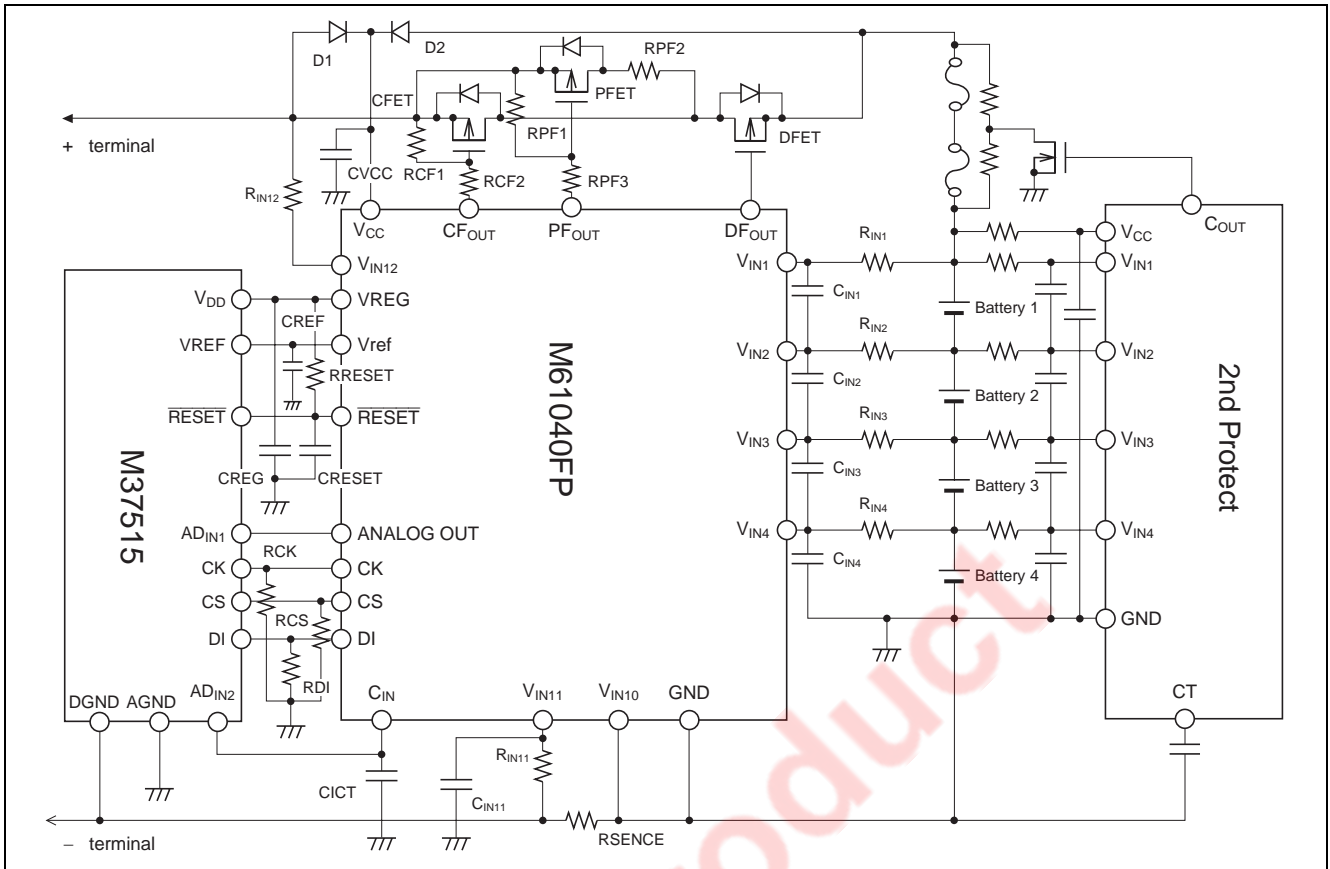 D1
D2
RPF2
PFET
CFET
RPF1
DFET
+ terminal
CVCC
RCF1
RCF2
RPF3
RIN12
VCC
CFOUT
PFOUT
DFOUT
COUT
VIN12
VIN1
RIN1
VCC
VIN1
VDD
VREG
CREF
CIN1
Battery 1
VREF
Vref
RRESET
M61040FP
VIN2
RIN2
VIN2
CIN2
Battery 2
2nd Protect
RESET
RESET
VIN3
RIN3
VIN3
M37515
CREG
CRESET
CIN3
Battery 3
ADIN1
ANALOG OUT
VIN4
RIN4
VIN4
RCK
CK
CK
CIN4
Battery 4
CS
CS
RCS
DI
DI
GND
RDI
DGND
AGND
ADIN2
CIN
VIN11
VIN10
GND
CT
RIN11
CICT
CIN11
RSENCE
− terminal
roduct